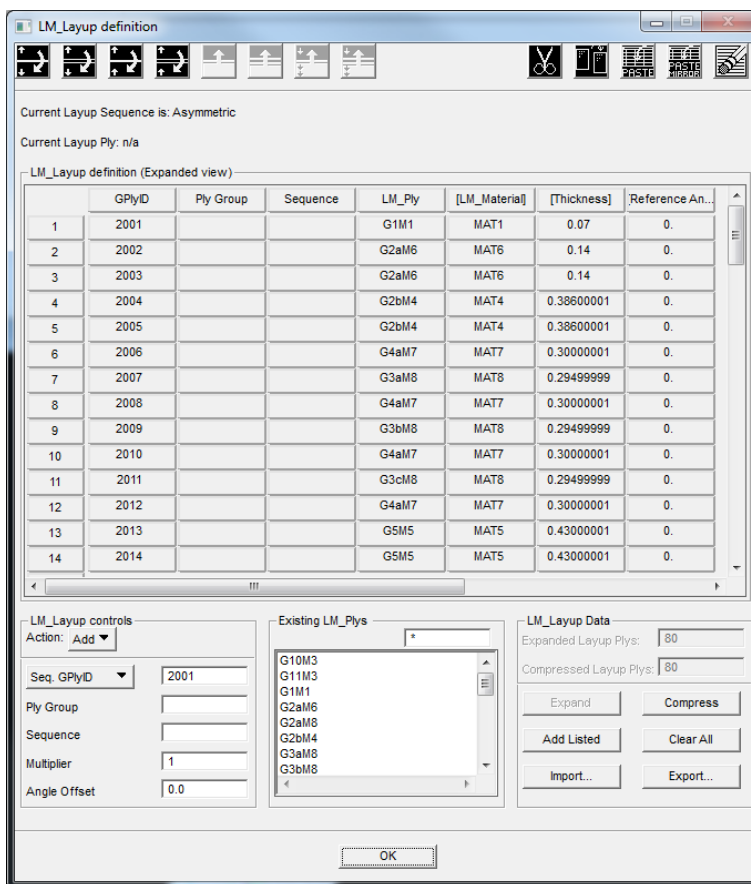 LM_Layup definition
PASTE PASTE MIRROR
Current Layup Sequence is: Asymmetric
Current Layup Ply: n/a
LM_Layup definition (Expanded view)
GPlyID Ply Group Sequence LM_Ply [LM_Material] [Thickness] Reference An...
1 2001 G1M1 MAT1 0.07 0.
2 2002 G2aM6 MAT6 0.14 0.
3 2003 G2aM6 MAT6 0.14 0.
4 2004 G2bM4 MAT4 0.38600001 0.
5 2005 G2bM4 MAT4 0.38600001 0.
6 2006 G4aM7 MAT7 0.30000001 0.
7 2007 G3aM8 MAT8 0.29499999 0.
8 2008 G4aM7 MAT7 0.30000001 0.
9 2009 G3bM8 MAT8 0.29499999 0.
10 2010 G4aM7 MAT7 0.30000001 0.
11 2011 G3cM8 MAT8 0.29499999 0.
12 2012 G4aM7 MAT7 0.30000001 0.
13 2013 G5M5 MAT5 0.43000001 0.
14 2014 G5M5 MAT5 0.43000001 0.
LM_Layup controls
Action: Add
Seq. GPlyID 2001
Ply Group
Sequence
Multiplier 1
Angle Offset 0.0
Existing LM_Plys
*
G10M3
G11M3
G1M1
G2aM6
G2aM8
G2bM4
G3aM8
G3bM8
LM_Layup Data
Expanded Layup Plys: 80
Compressed Layup Plys: 80
Expand Compress
Add Listed Clear All
Import... Export...
OK